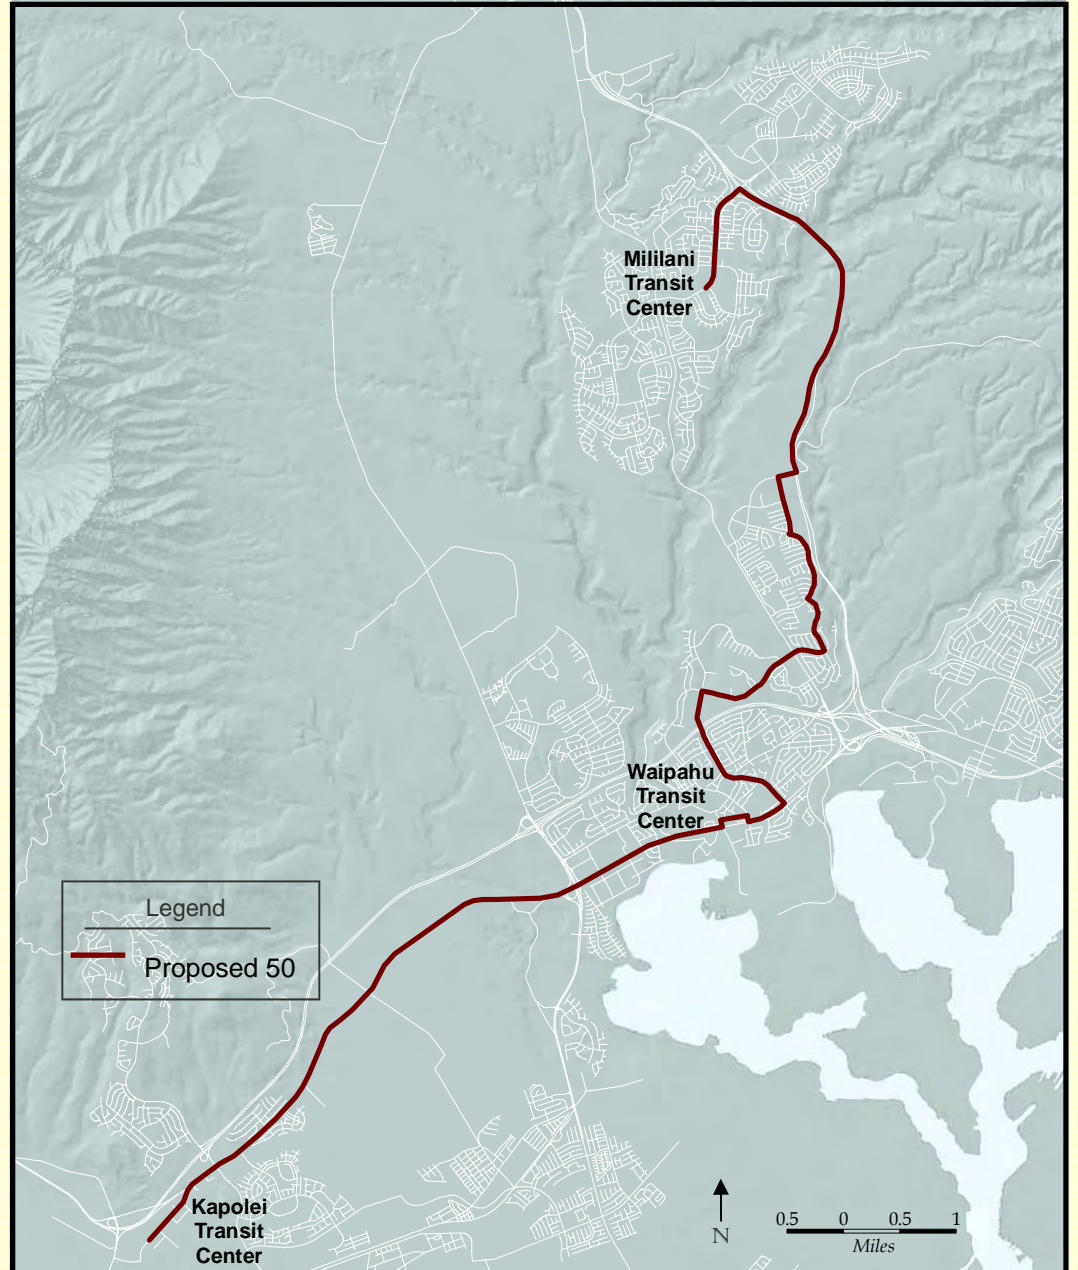 Mililani
Transit
Center
Waipahu
Transit
Center
Legend
Proposed 50
Kapolei
Transit
Center
N
0.5 0 0.5 1
Miles